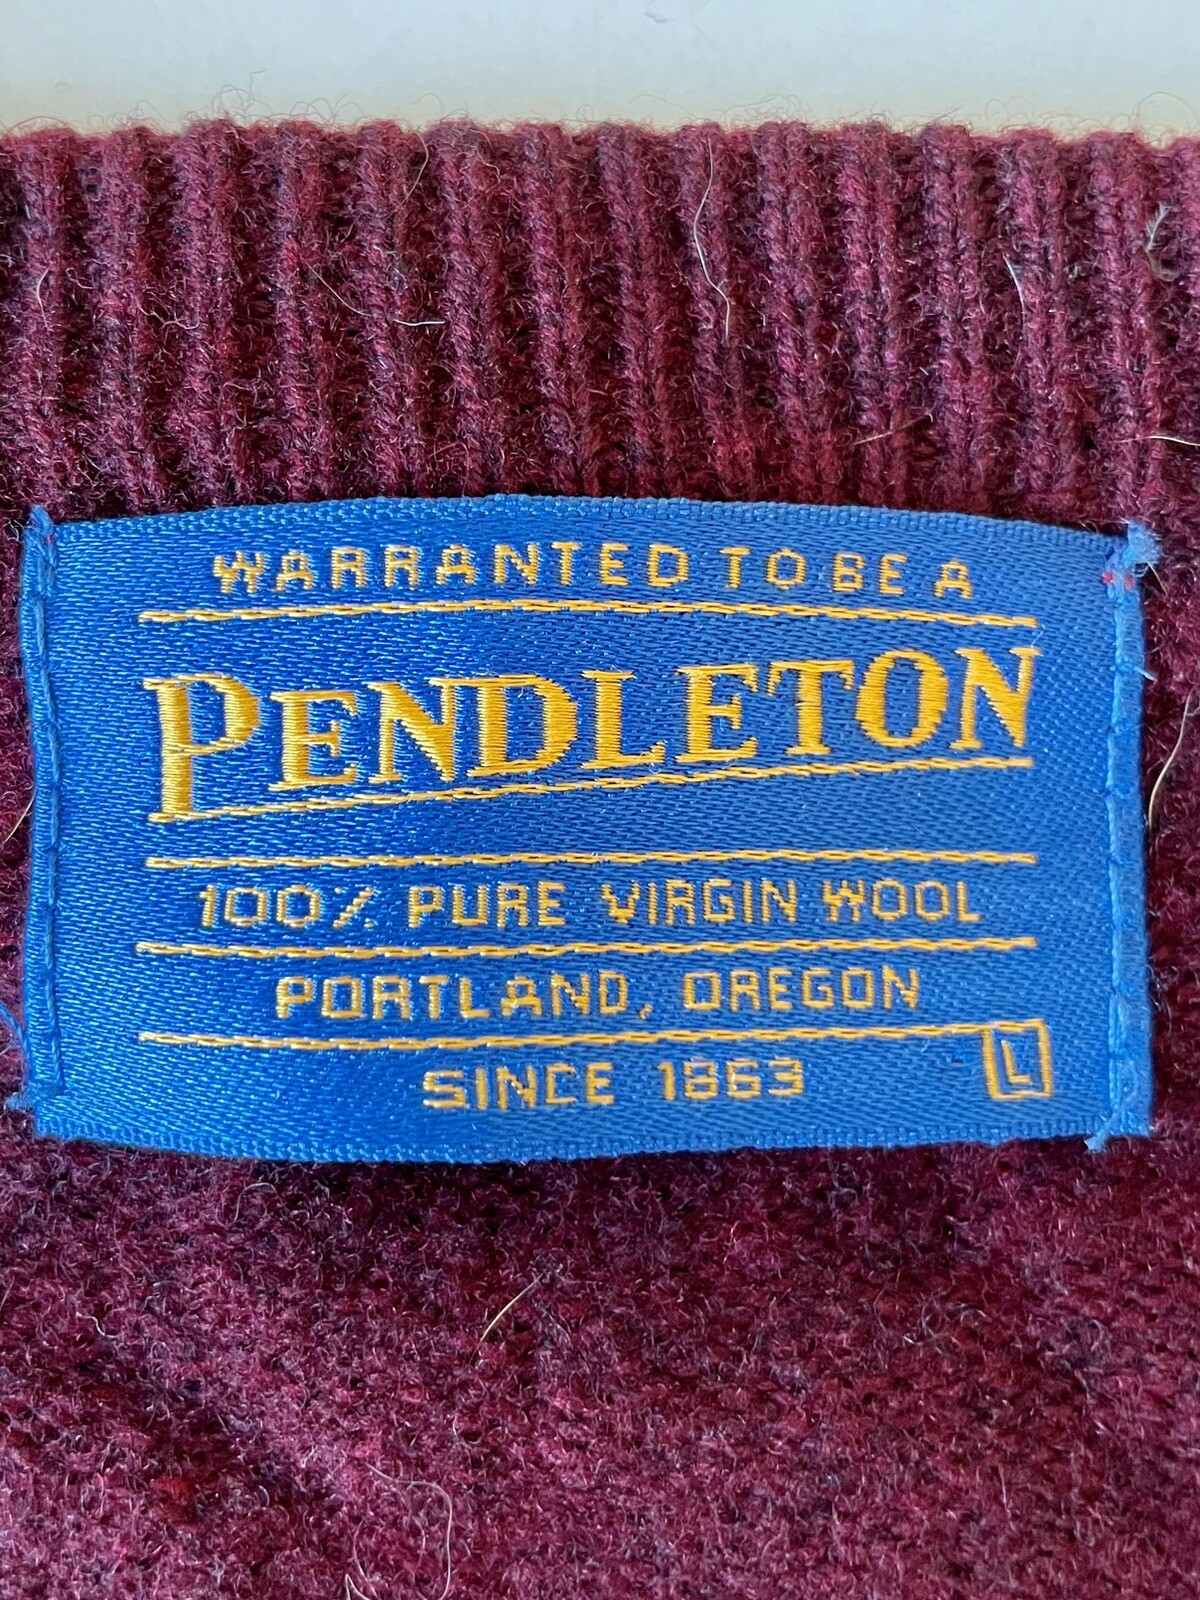 WARRANTED TO BE A
PENDLETON
100% PURE VIRGIN WOOL
PORTLAND, OREGON
SINCE 1863
L